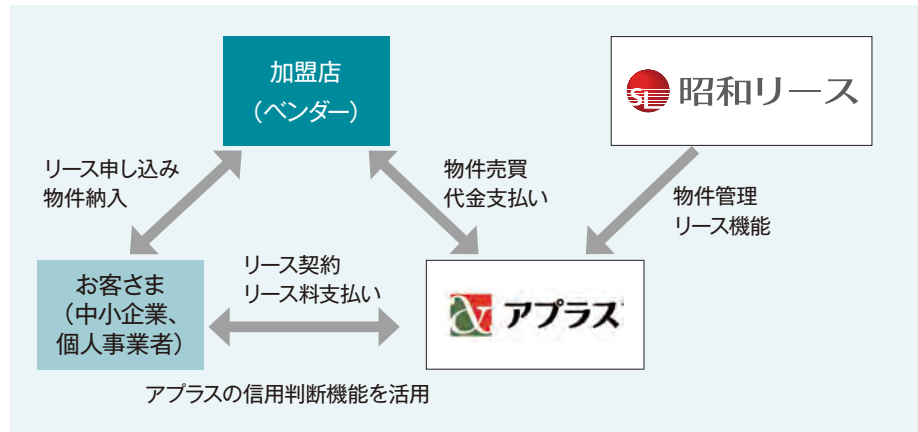 加盟店
（ベンダー）
SL 昭和リース
リース申し込み
物件納入
物件売買
代金支払い
物件管理
リース機能
お客さま
（中小企業、
個人事業者）
リース契約
リース料支払い
アプラス
アプラスの信用判断機能を活用